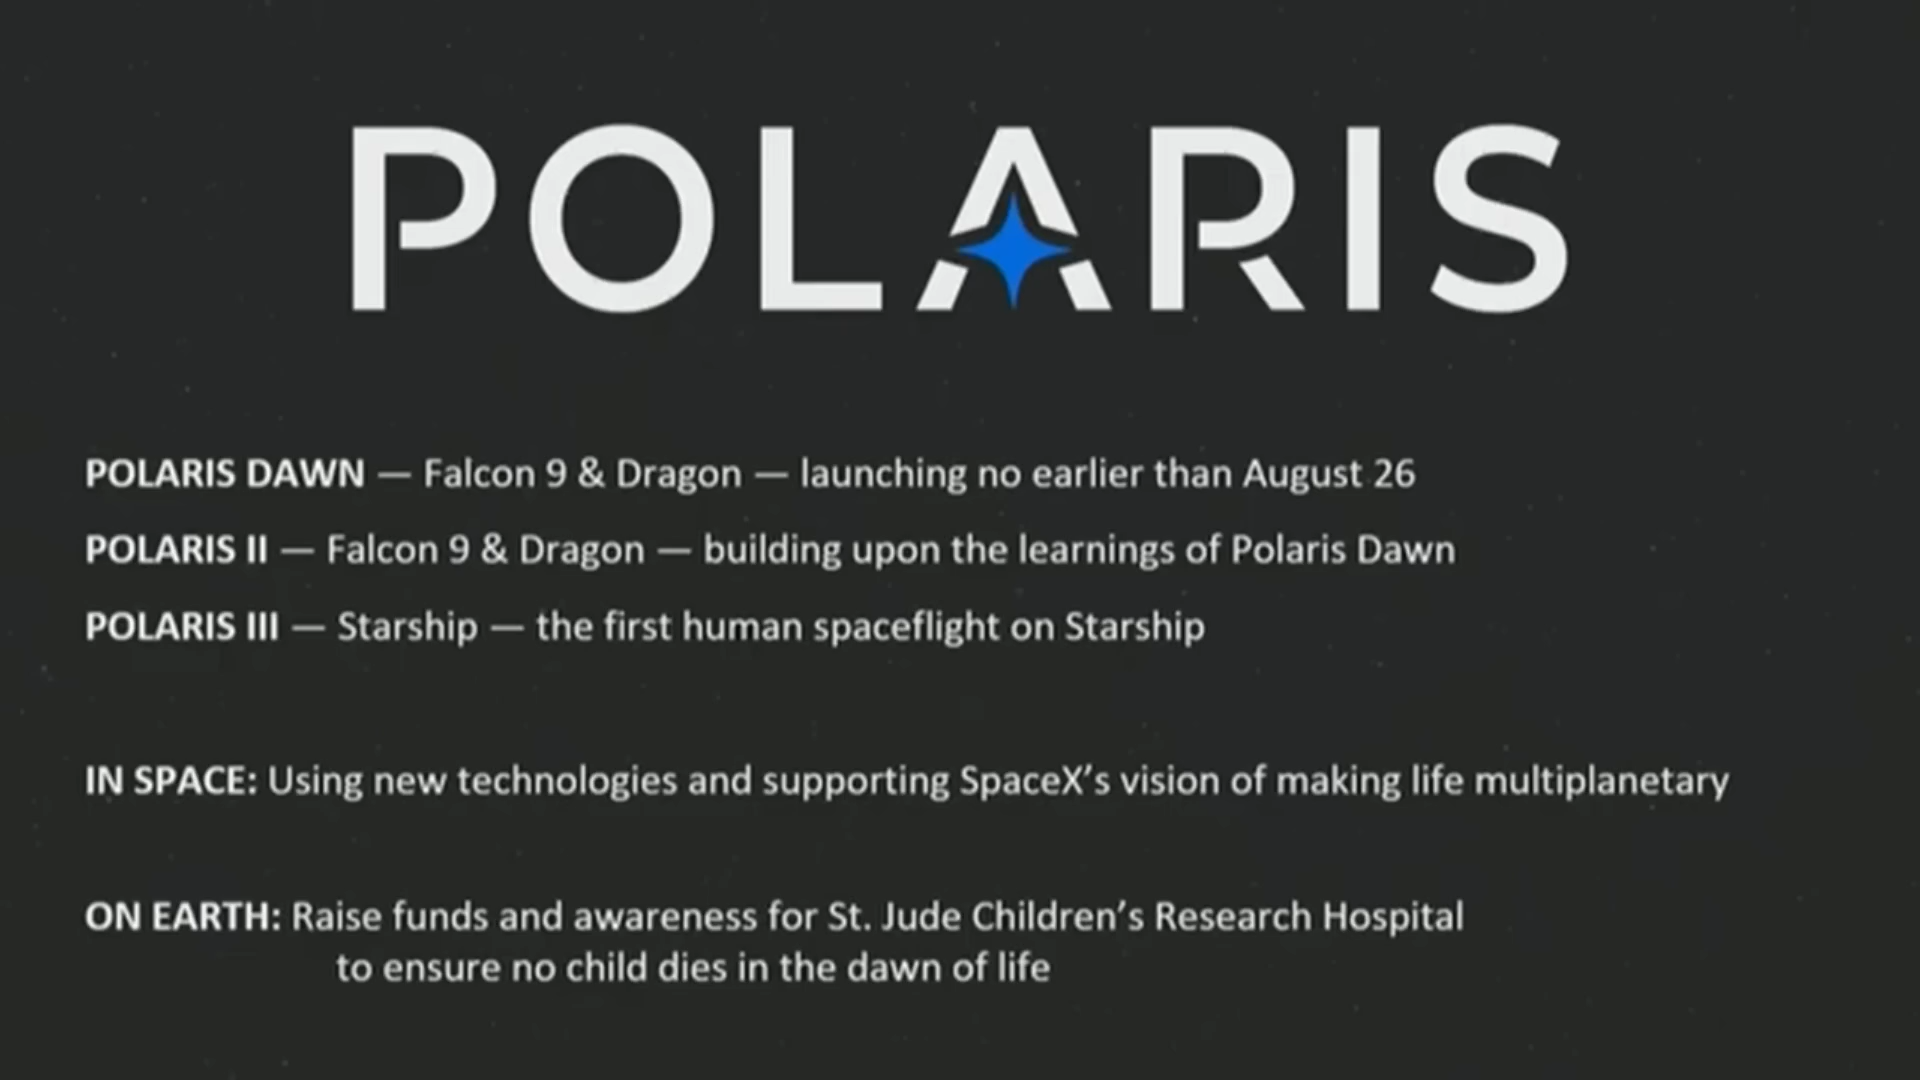 POLARIS
POLARIS DAWN — Falcon 9 & Dragon — launching no earlier than August 26
POLARIS II — Falcon 9 & Dragon — building upon the learnings of Polaris Dawn
POLARIS III — Starship — the first human spaceflight on Starship
IN SPACE: Using new technologies and supporting SpaceX’s vision of making life multiplanetary
ON EARTH: Raise funds and awareness for St. Jude Children’s Research Hospital
to ensure no child dies in the dawn of life